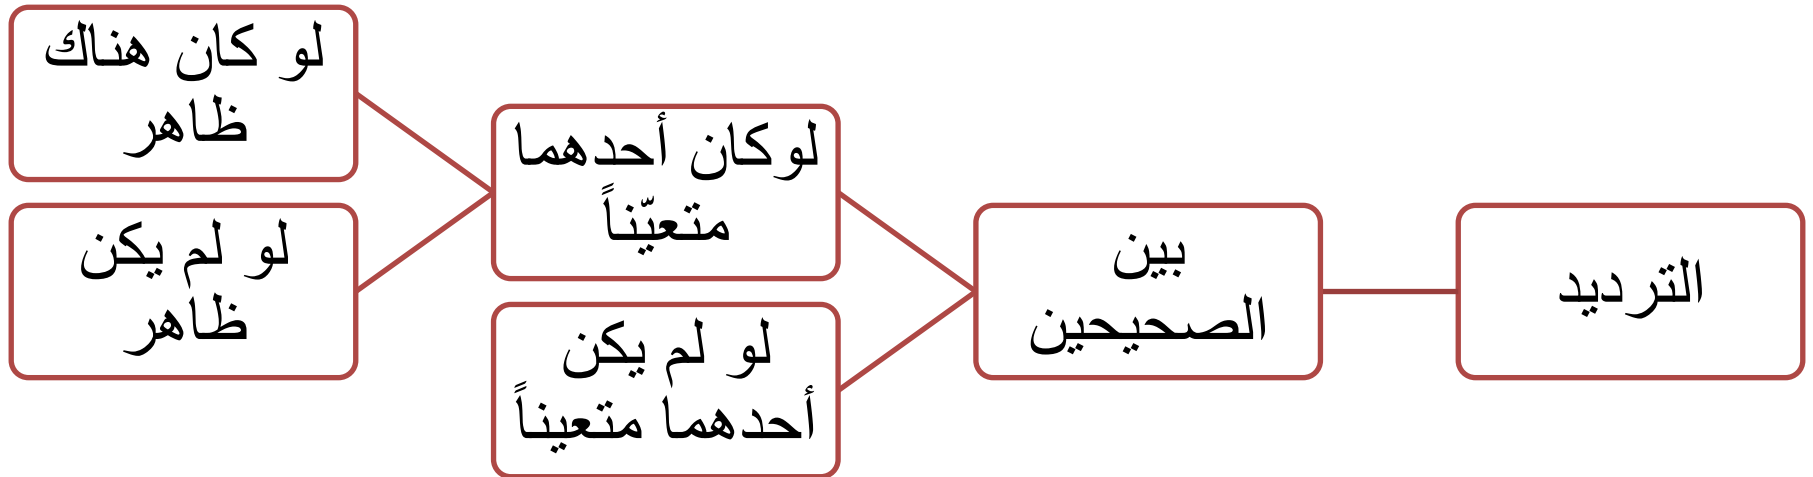 الترديد
بين
الصحيحين
لوكان أحدهما
متعيّناً
لو كان هناك
ظاهر
لو لم يكن
ظاهر
لو لم يكن
أحدهما متعيناً